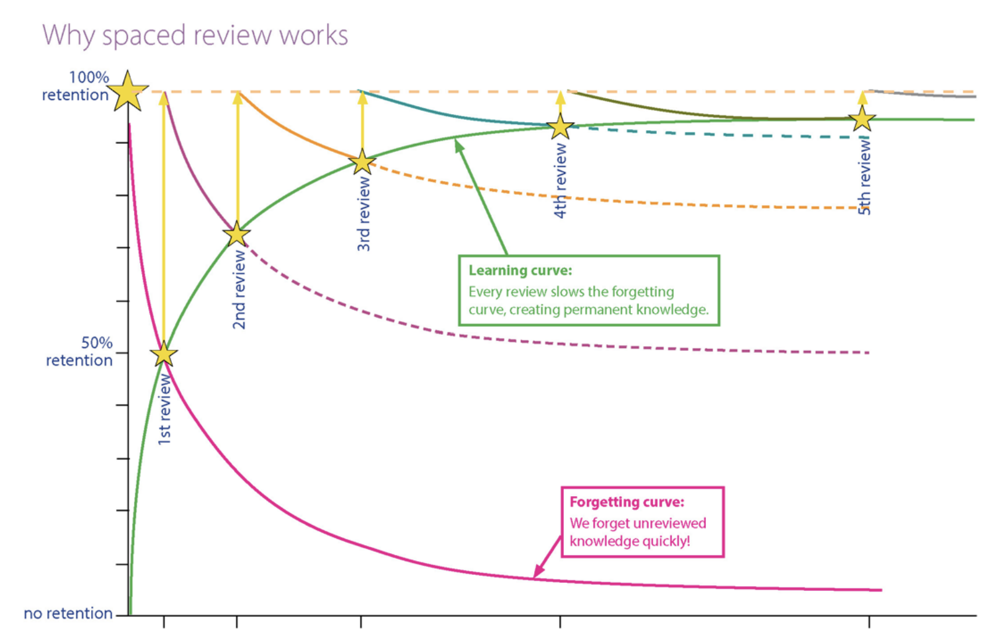 Why spaced review works
100%
retention
50%
retention
no retention
1st review
2nd review
3rd review
4th review
5th review
Learning curve:
Every review slows the forgetting
curve, creating permanent knowledge.
Forgetting curve:
We forget unreviewed
knowledge quickly!